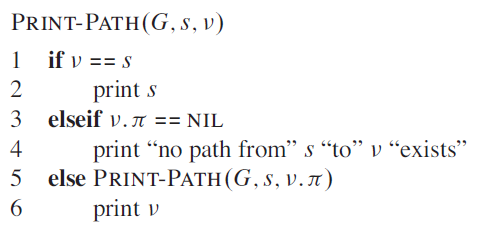 PRINT-PATH(G, s, ν)
1 if ν == s
2 print s
3 elseif ν.π == NIL
4 print “no path from” s “to” ν “exists”
5 else PRINT-PATH(G, s, ν.π)
6 print ν